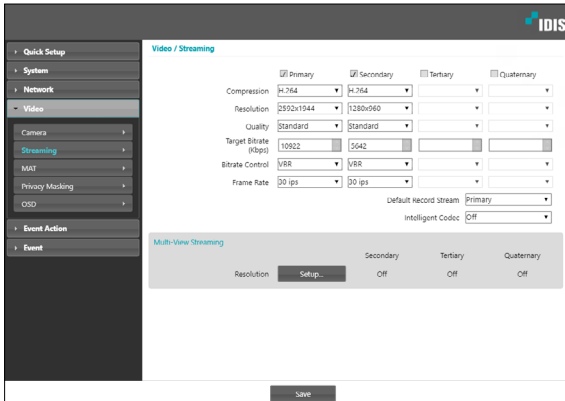 IDIS
Quick Setup
System
Network
Video
Camera
Streaming
MAT
Privacy Masking
OSD
Event Action
Event
Video / Streaming
Primary Secondary Tertiary Quaternary
Compression H.264 H.264
Resolution 2592x1944 1280x960
Quality Standard Standard
Target Bitrate (Kbps) 10922 5642
Bitrate Control VBR VBR
Frame Rate 30 ips 30 ips
Default Record Stream Primary
Intelligent Codec Off
Multi-View Streaming
Secondary Tertiary Quaternary
Resolution Setup... Off Off Off
Save